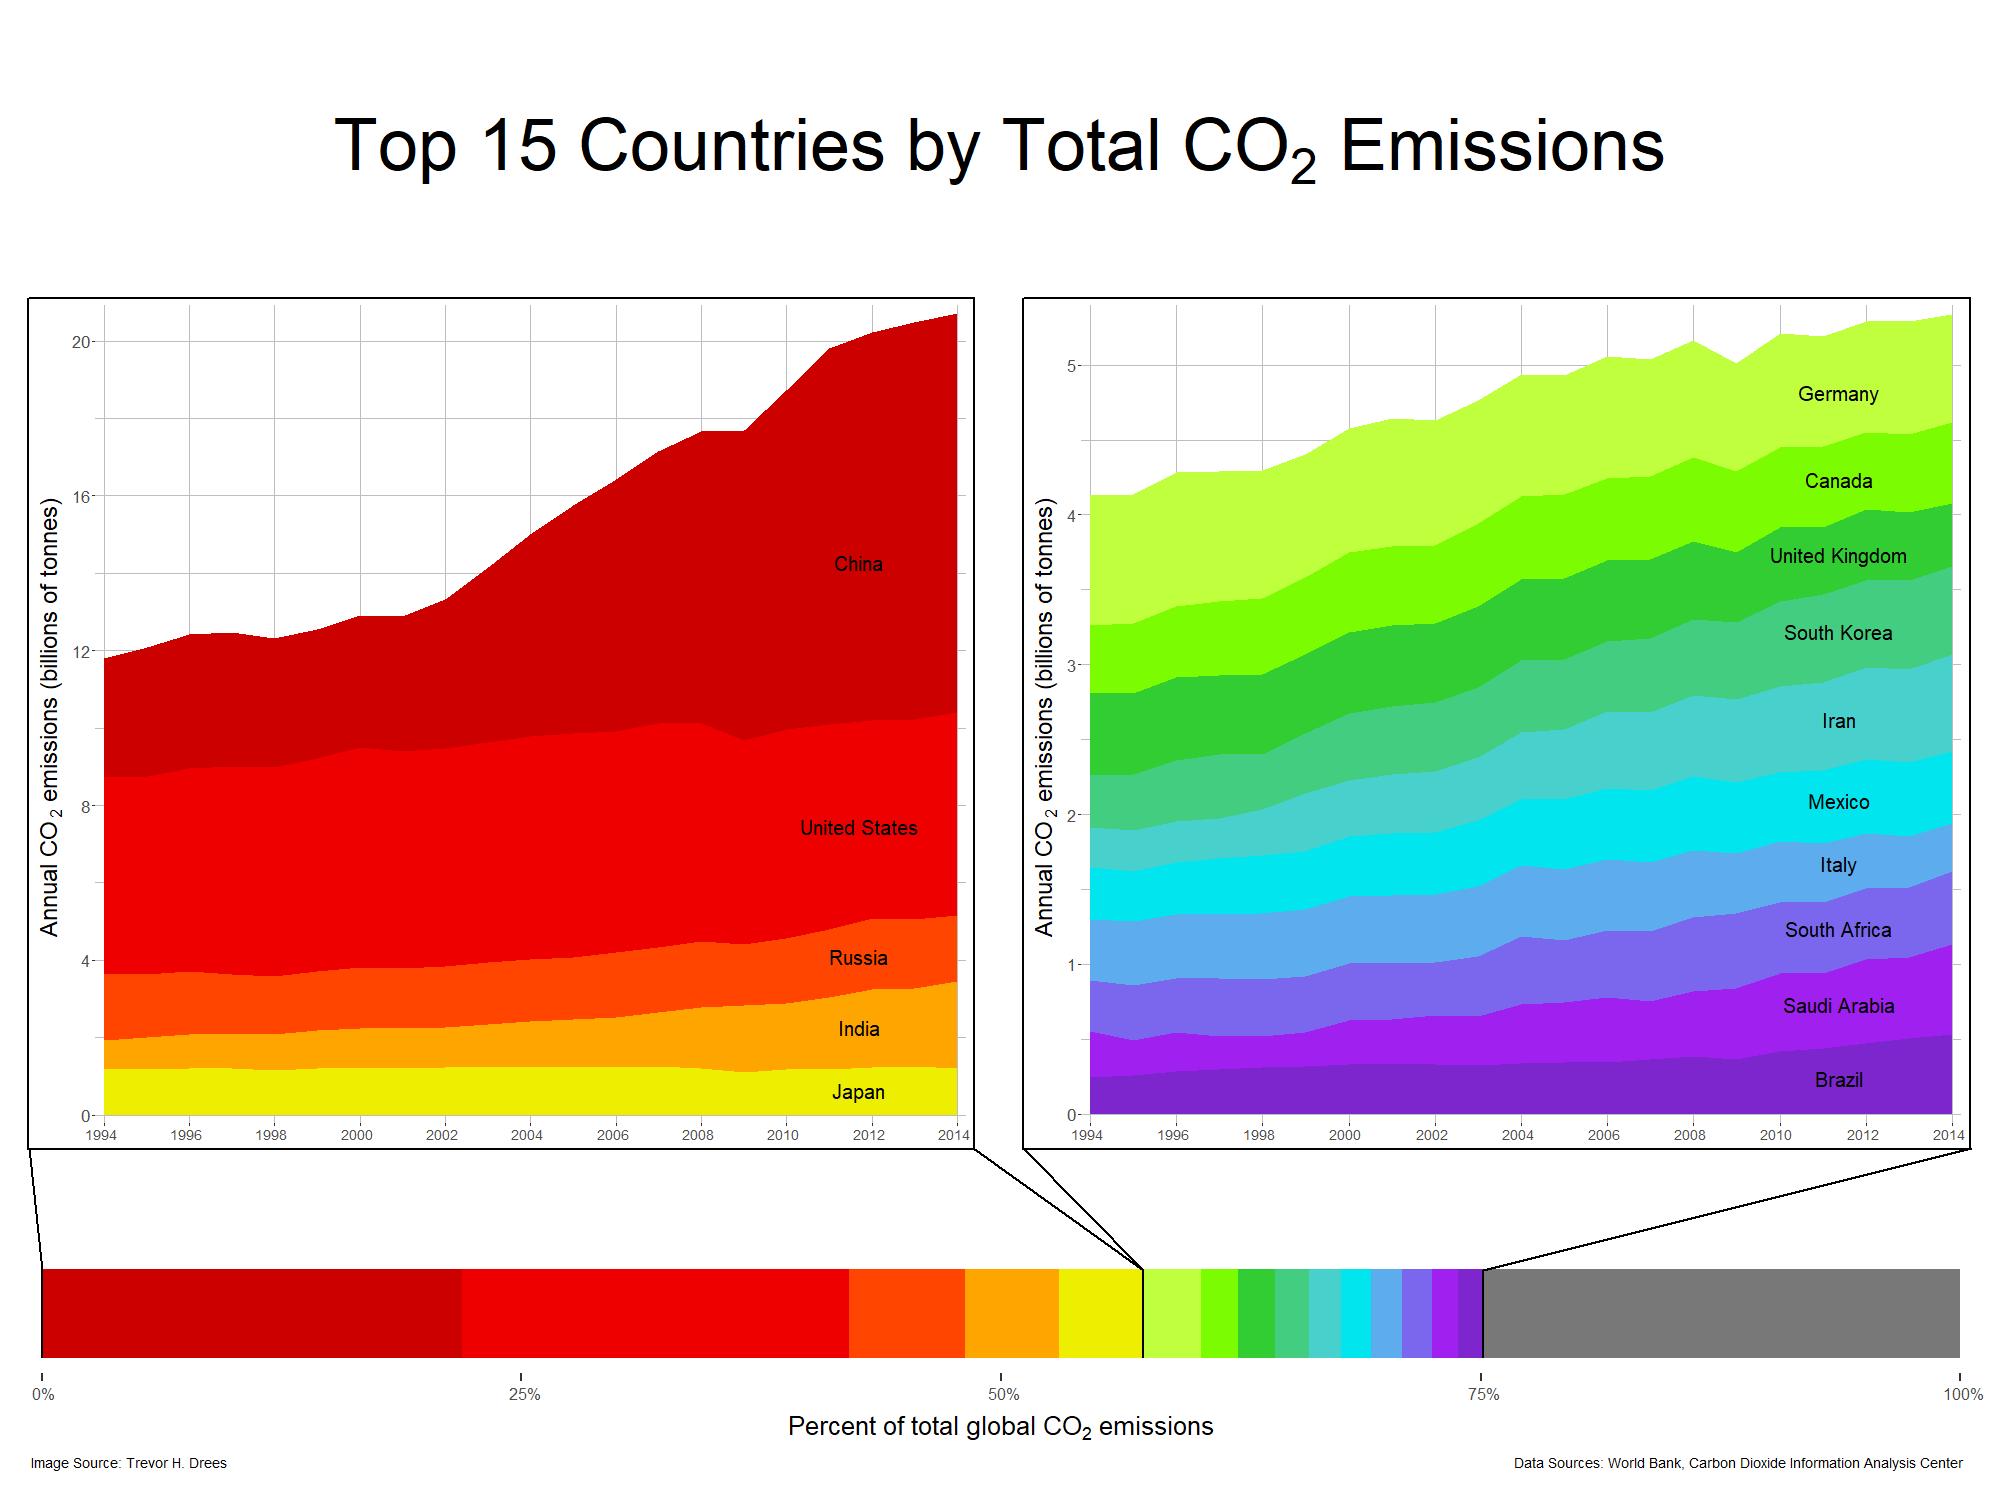 Top 15 Countries by Total CO₂ Emissions
Annual CO₂ emissions (billions of tonnes)
20
16
12
8
4
0
China
United States
Russia
India
Japan
1994 1996 1998 2000 2002 2004 2006 2008 2010 2012 2014
Annual CO₂ emissions (billions of tonnes)
5
4
3
2
1
0
Germany
Canada
United Kingdom
South Korea
Iran
Mexico
Italy
South Africa
Saudi Arabia
Brazil
1994 1996 1998 2000 2002 2004 2006 2008 2010 2012 2014
0% 25% 50% 75% 100%
Percent of total global CO₂ emissions
Image Source: Trevor H. Drees
Data Sources: World Bank, Carbon Dioxide Information Analysis Center